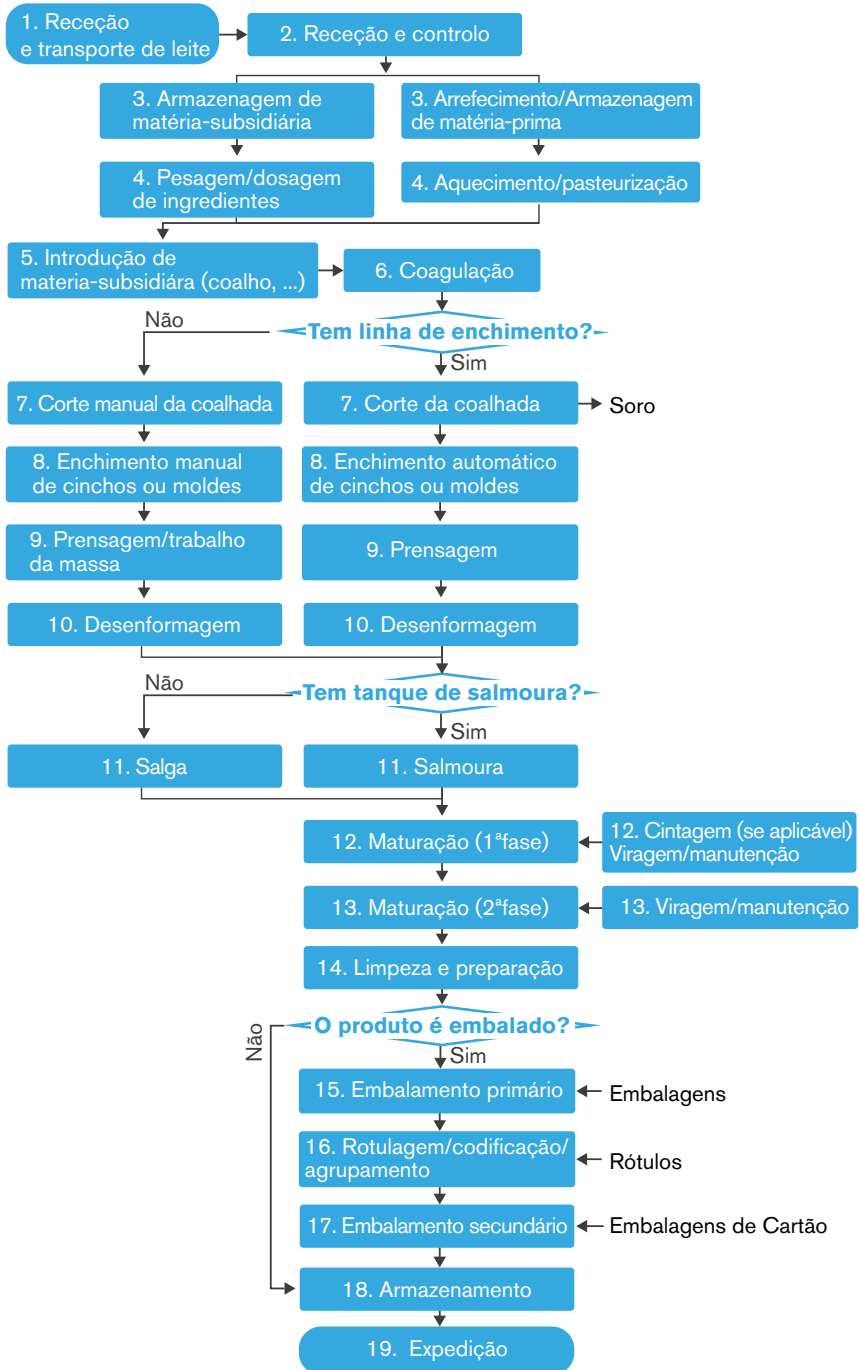 1. Receção
e transporte de leite
2. Receção e controlo
3. Armazenagem de
matéria-subsidiária
3. Arrefecimento/Armazenagem
de matéria-prima
4. Pesagem/dosagem
de ingredientes
4. Aquecimento/pasteurização
5. Introdução de
materia-subsidiára (coalho, ...)
6. Coagulação
Tem linha de enchimento?
Não
Sim
7. Corte manual da coalhada
7. Corte da coalhada
Soro
8. Enchimento manual
de cinchos ou moldes
8. Enchimento automático
de cinchos ou moldes
9. Prensagem/trabalho
da massa
9. Prensagem
10. Desenformagem
10. Desenformagem
Tem tanque de salmoura?
Não
Sim
11. Salga
11. Salmoura
12. Maturação (1ªfase)
12. Cintagem (se aplicável)
Viragem/manutenção
13. Maturação (2ªfase)
13. Viragem/manutenção
14. Limpeza e preparação
O produto é embalado?
Não
Sim
15. Embalamento primário
Embalagens
16. Rotulagem/codificação/
agrupamento
Rótulos
17. Embalamento secundário
Embalagens de Cartão
18. Armazenamento
19. Expedição